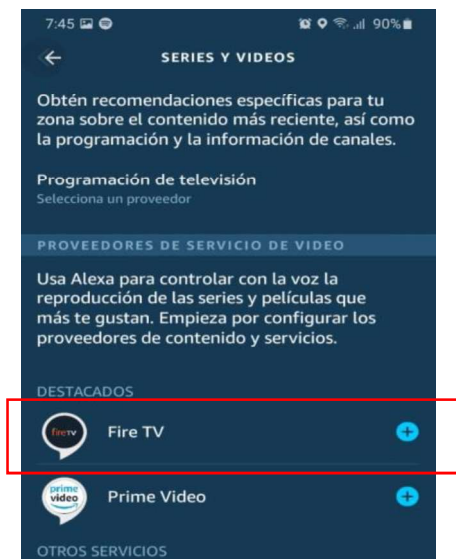 7:45 90%
SERIES Y VIDEOS
Obtén recomendaciones específicas para tu
zona sobre el contenido más reciente, así como
la programación y la información de canales.
Programación de televisión
Selecciona un proveedor
PROVEEDORES DE SERVICIO DE VIDEO
Usa Alexa para controlar con la voz la
reproducción de las series y películas que
más te gustan. Empieza por configurar los
proveedores de contenido y servicios.
DESTACADOS
fireTV Fire TV
prime
video Prime Video
OTROS SERVICIOS